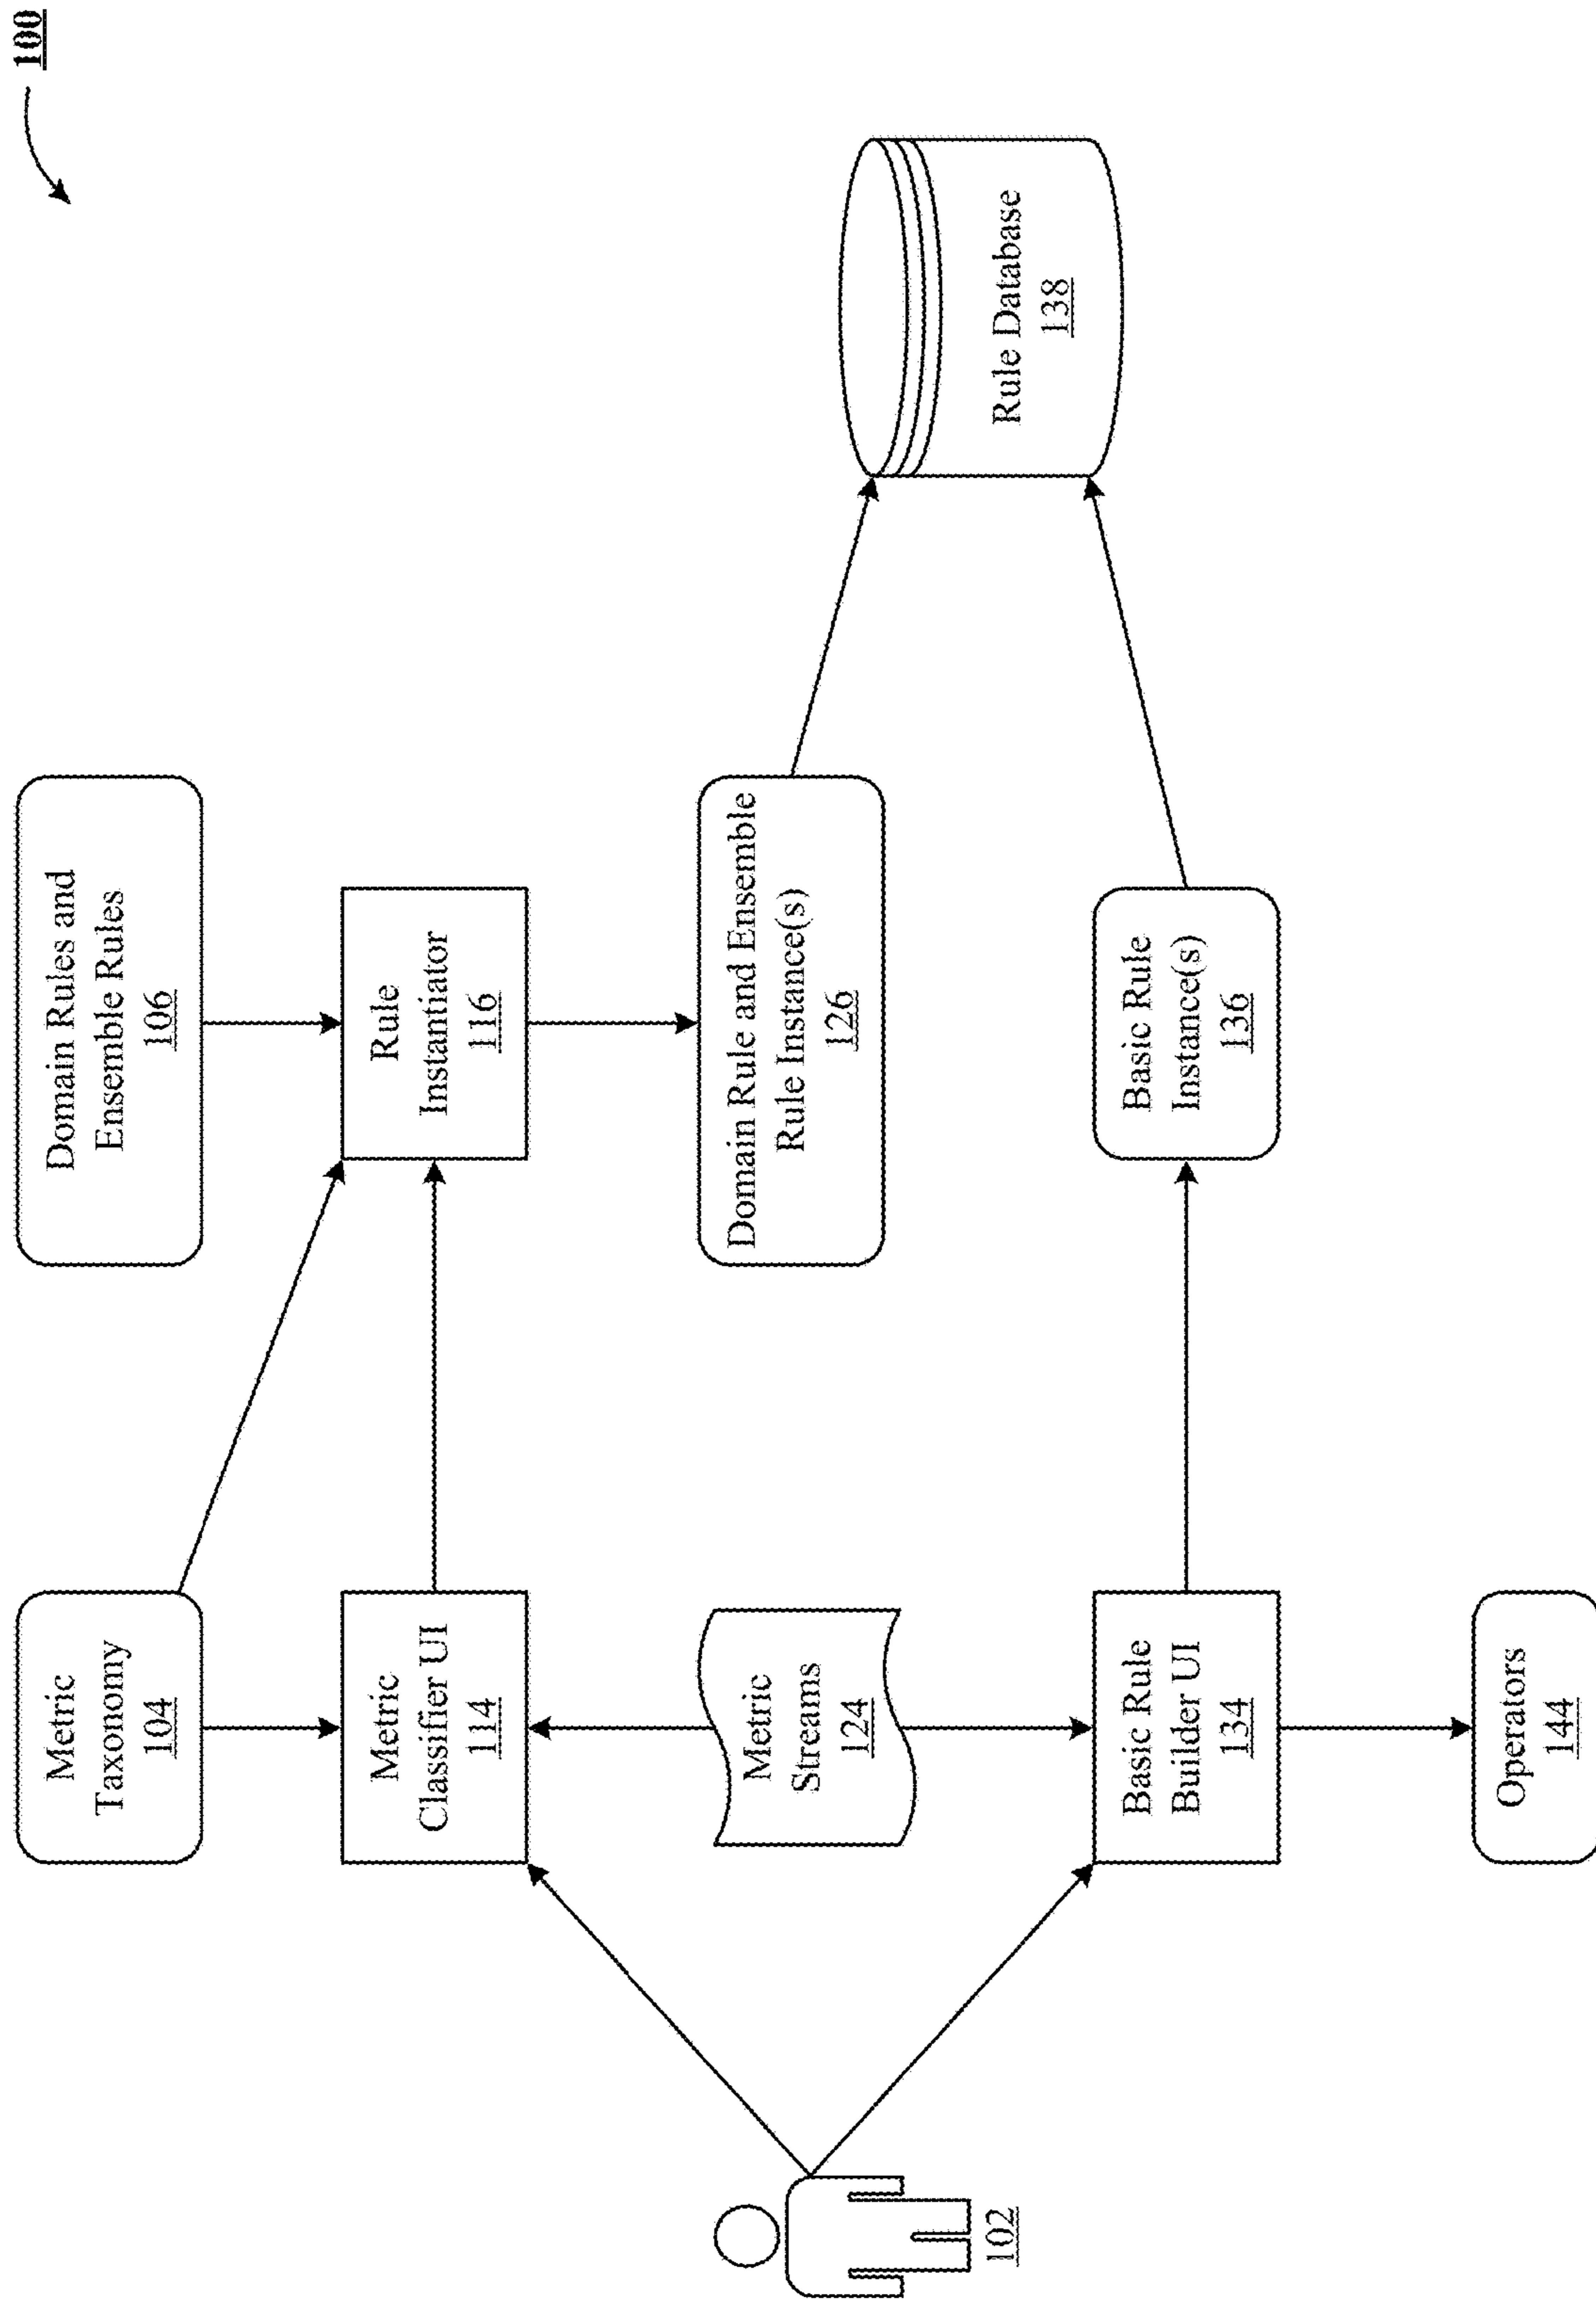 100
Metric
Taxonomy
104
Domain Rules and
Ensemble Rules
106
Metric
Classifier UI
114
Rule
Instantiator
116
Metric
Streams
124
Domain Rule and Ensemble
Rule Instance(s)
126
Rule Database
138
102
Basic Rule
Builder UI
134
Basic Rule
Instance(s)
136
Operators
144